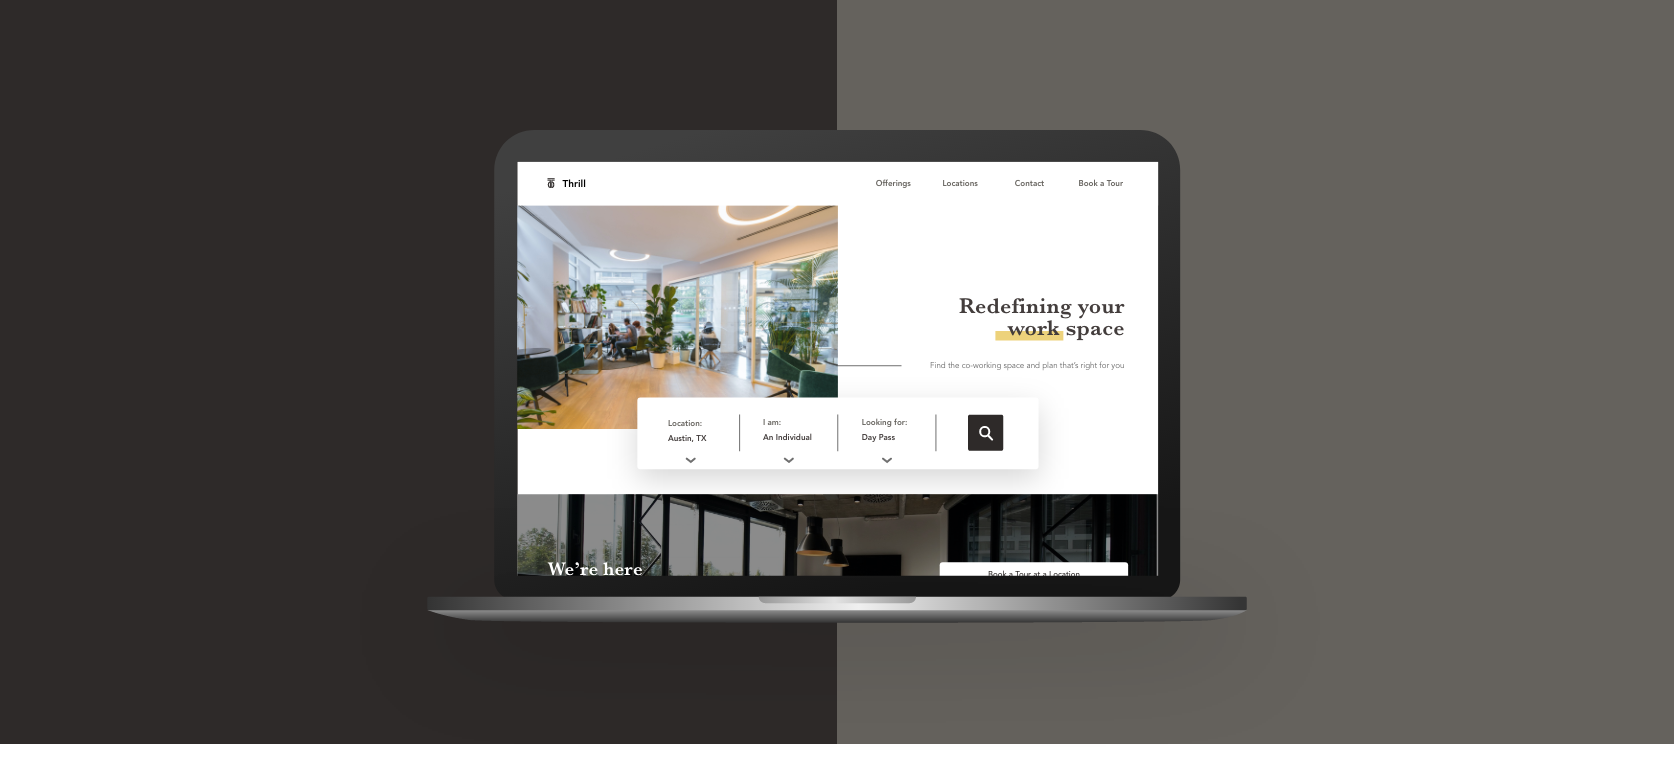 Thrill
Offerings
Locations
Contact
Book a Tour
Redefining your
work space
Find the co-working space and plan that's right for you
Location:
Austin, TX
I am:
An Individual
Looking for:
Day Pass
We're here
Book a Tour at a Location